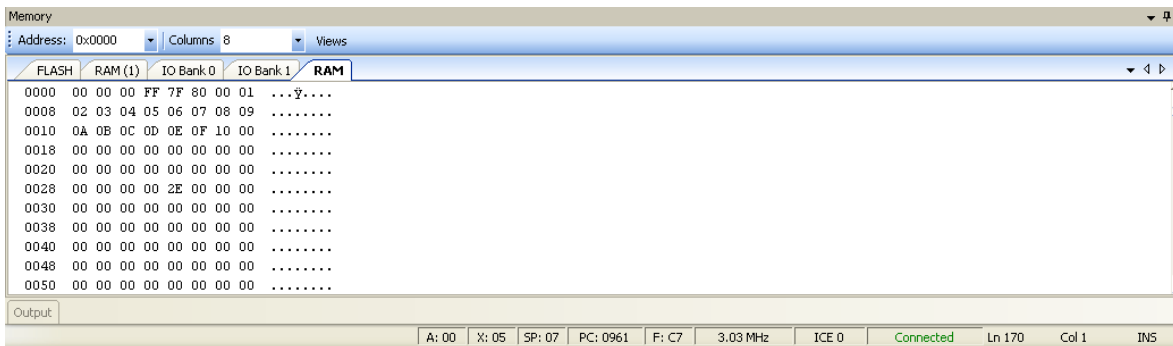 Memory
Address: 0x0000 Columns 8 Views
FLASH RAM (1) IO Bank 0 IO Bank 1 RAM
0000 00 00 00 FF 7F 80 00 01 ...ÿ....
0008 02 03 04 05 06 07 08 09 ........
0010 0A 0B 0C 0D 0E 0F 10 00 ........
0018 00 00 00 00 00 00 00 00 ........
0020 00 00 00 00 00 00 00 00 ........
0028 00 00 00 00 2E 00 00 00 ........
0030 00 00 00 00 00 00 00 00 ........
0038 00 00 00 00 00 00 00 00 ........
0040 00 00 00 00 00 00 00 00 ........
0048 00 00 00 00 00 00 00 00 ........
0050 00 00 00 00 00 00 00 00 ........
Output
A: 00 X: 05 SP: 07 PC: 0961 F: C7 3.03 MHz ICE 0 Connected Ln 170 Col 1 INS